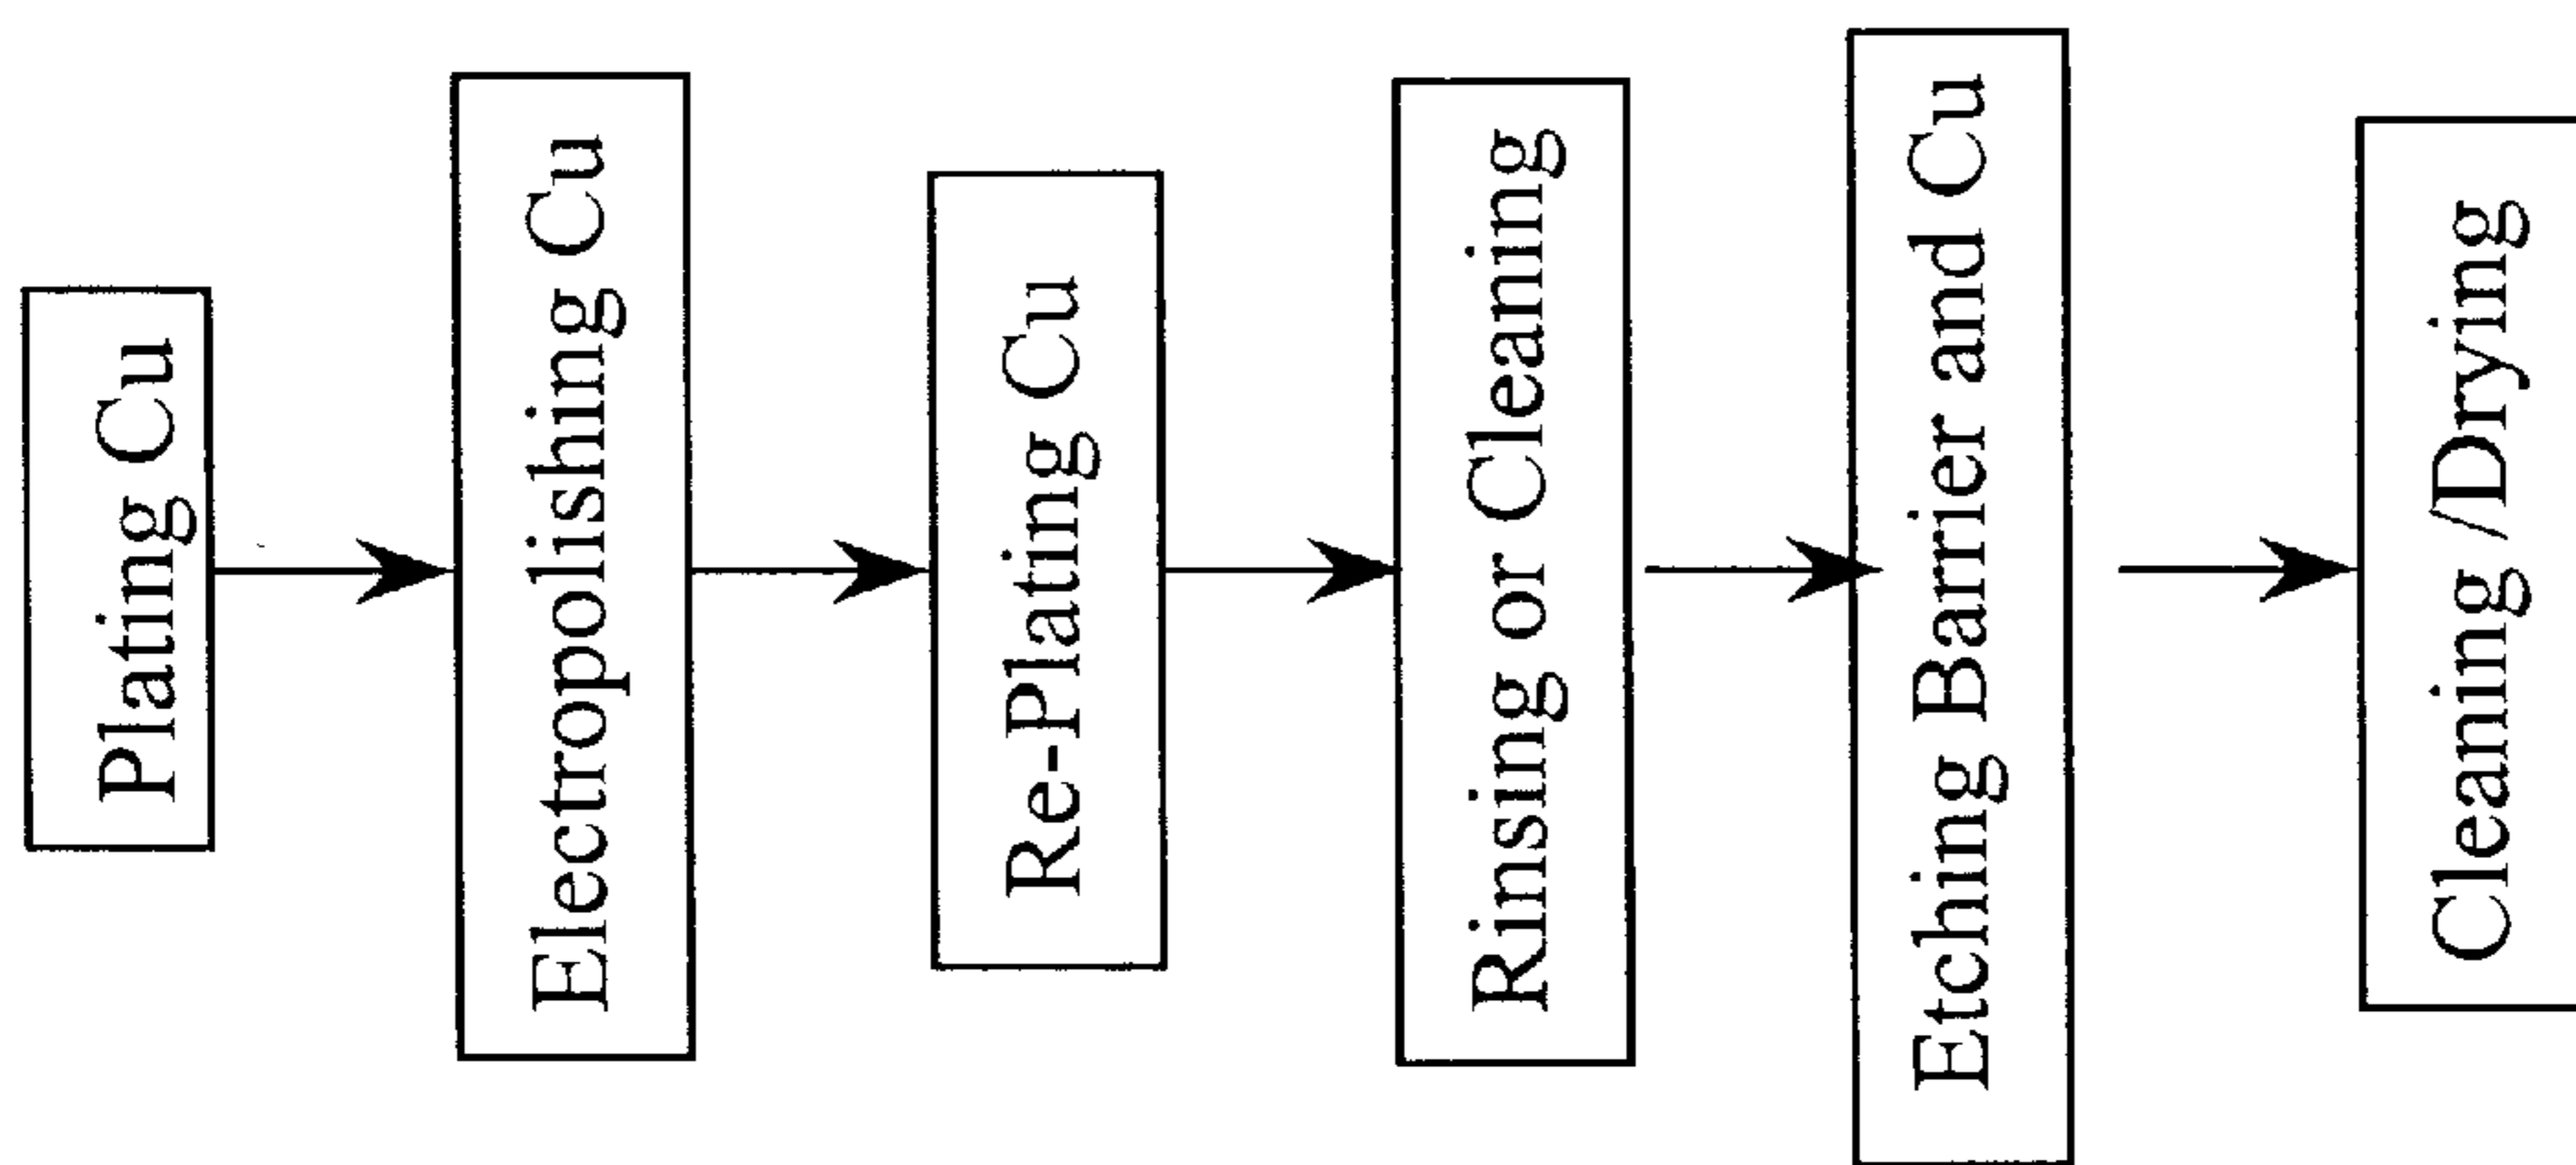 Plating Cu
Electropolishing Cu
Re-Plating Cu
Rinsing or Cleaning
Etching Barrier and Cu
Cleaning /Drying